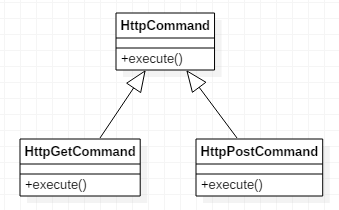 HttpCommand
+execute()
HttpGetCommand
+execute()
HttpPostCommand
+execute()